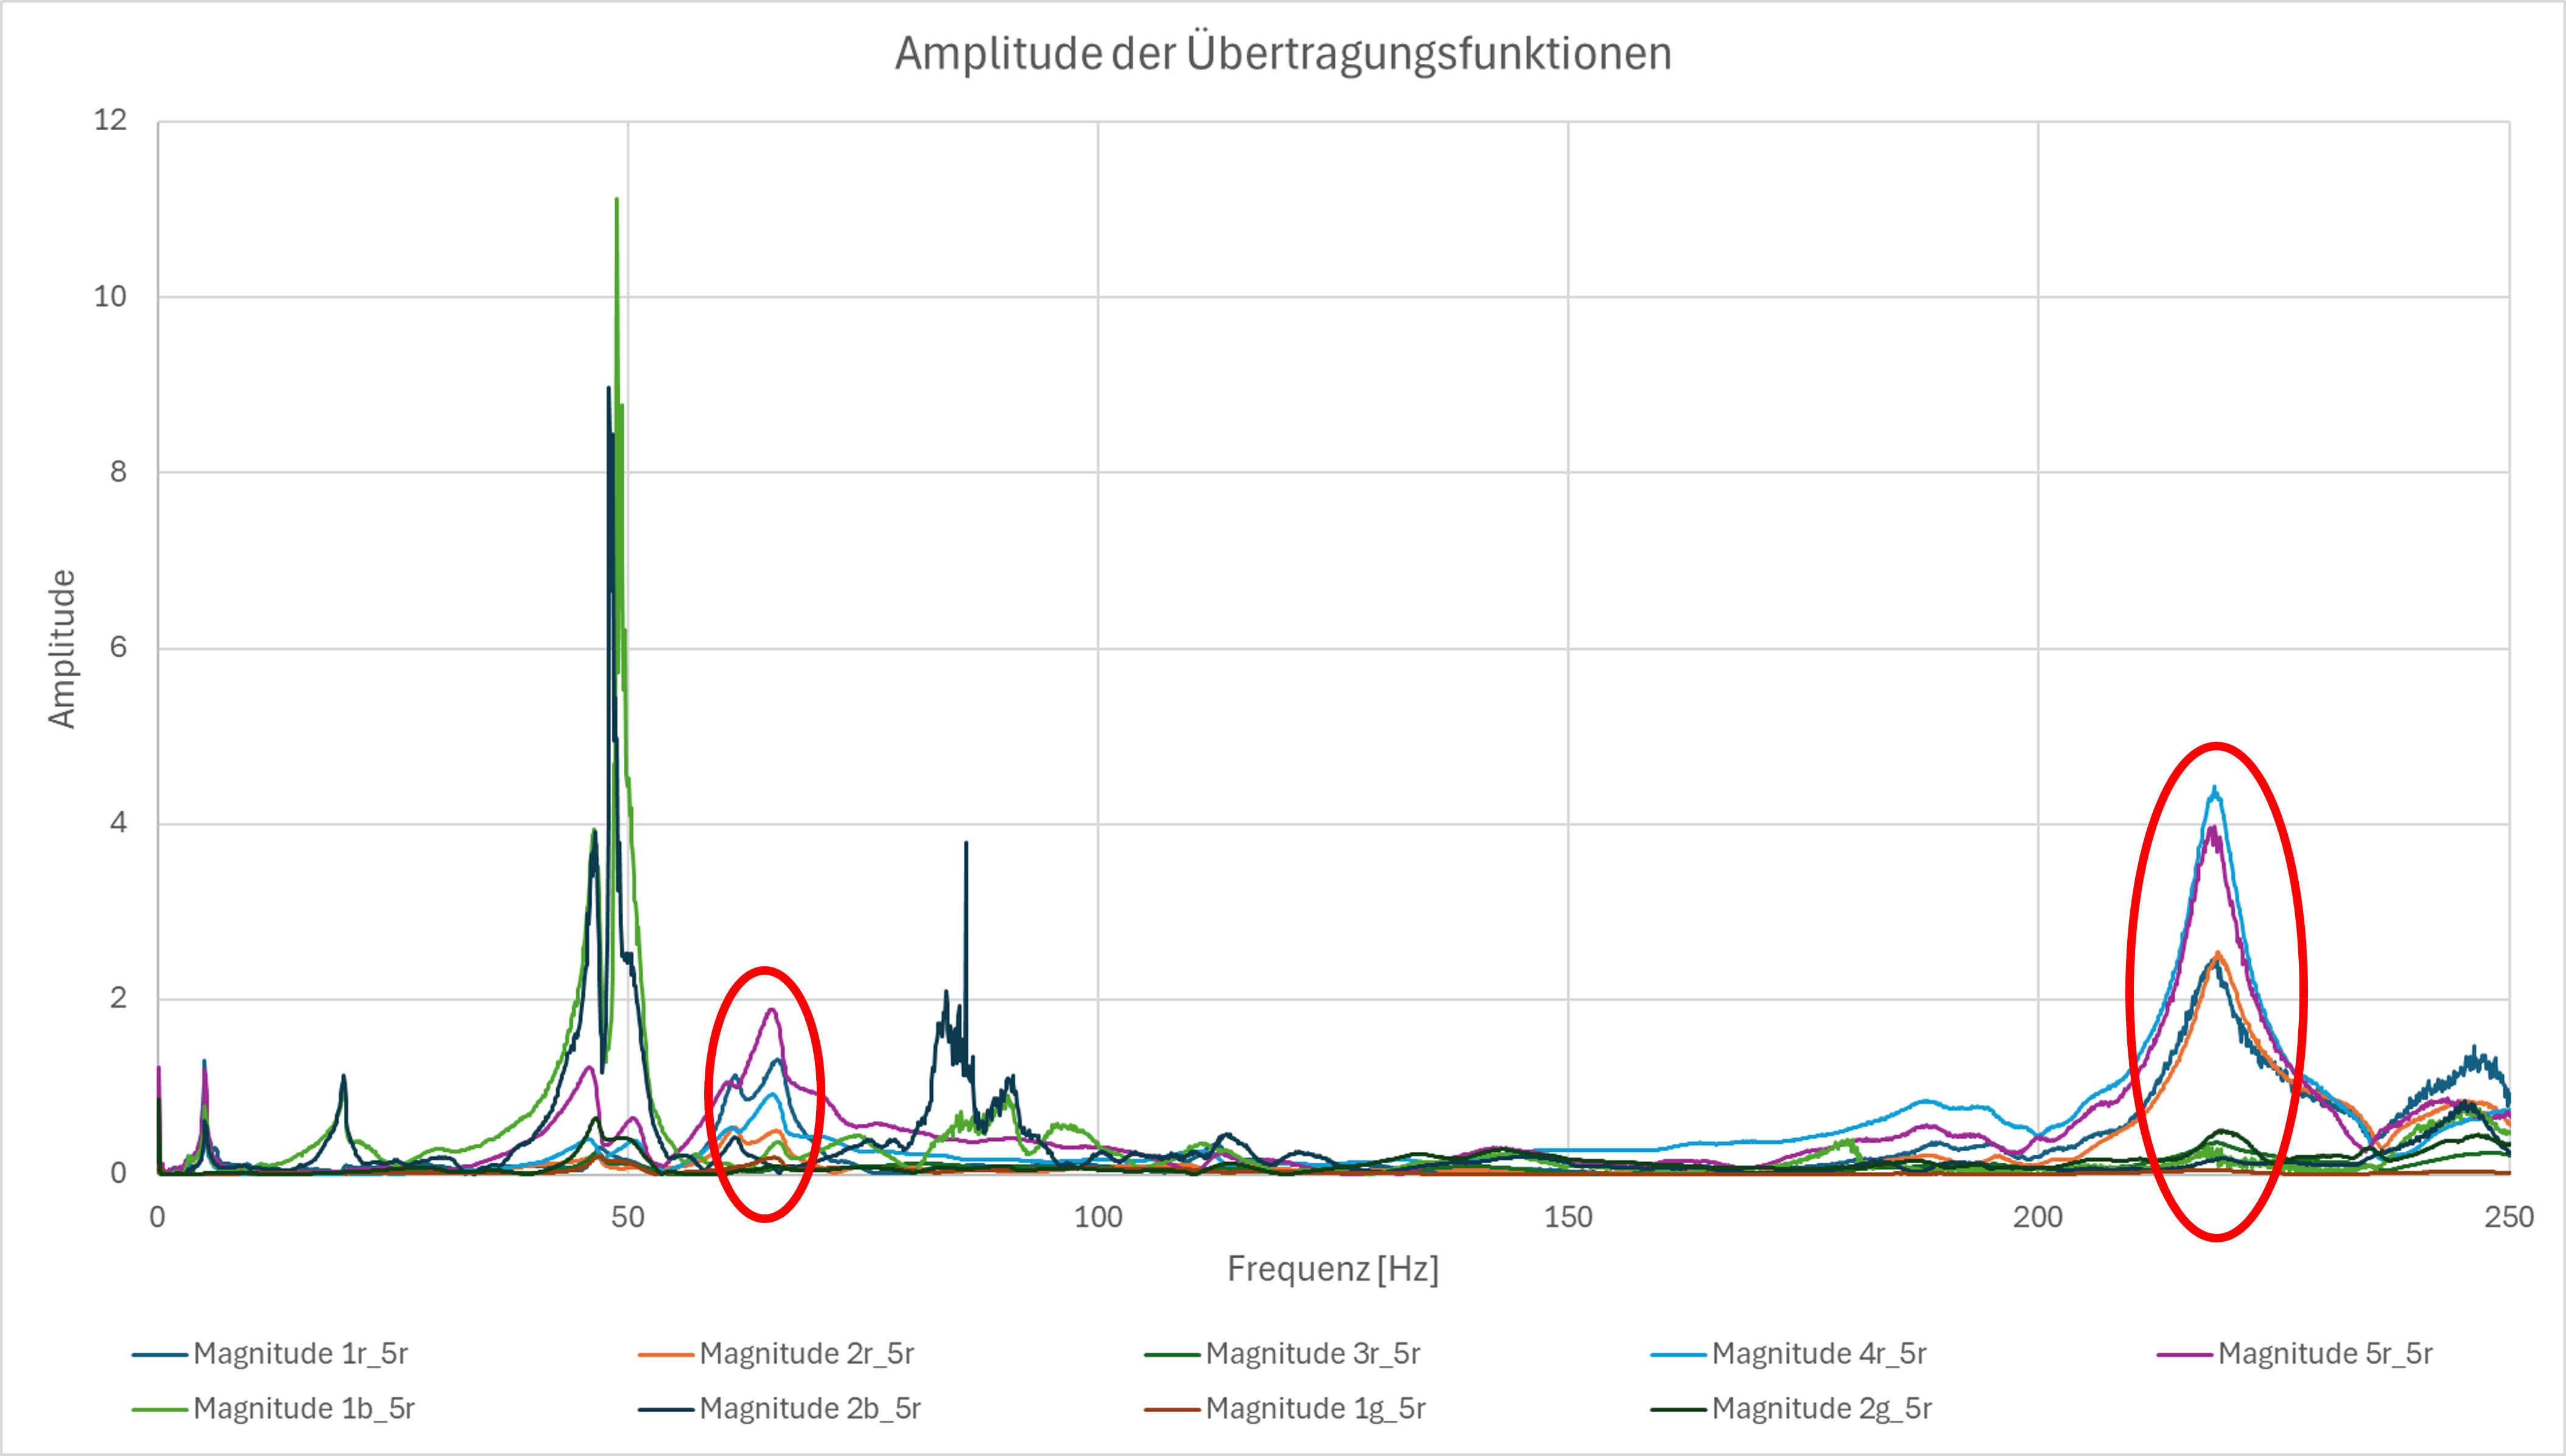 Amplitude der Übertragungsfunktionen
12
10
8
6
4
2
0
Amplitude
0 50 100 150 200 250
Frequenz [Hz]
Magnitude 1r_5r Magnitude 2r_5r Magnitude 3r_5r Magnitude 4r_5r Magnitude 5r_5r
Magnitude 1b_5r Magnitude 2b_5r Magnitude 1g_5r Magnitude 2g_5r